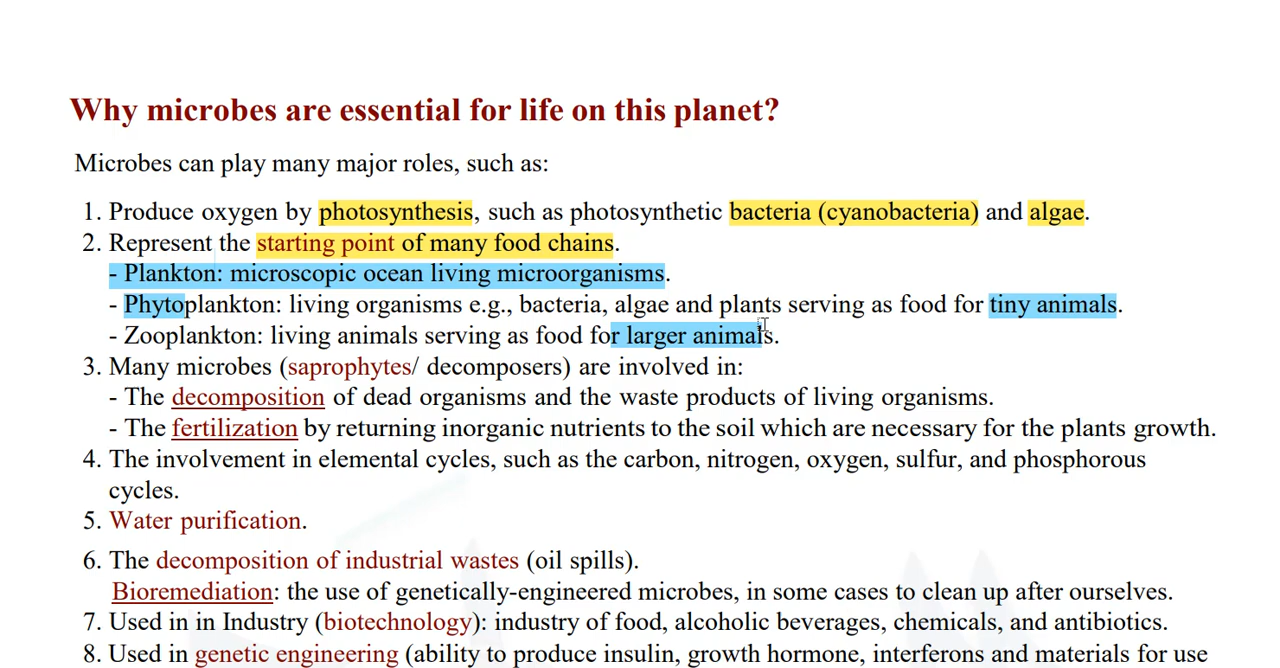 Why microbes are essential for life on this planet?
Microbes can play many major roles, such as:
1. Produce oxygen by photosynthesis, such as photosynthetic bacteria (cyanobacteria) and algae.
2. Represent the starting point of many food chains.
- Plankton: microscopic ocean living microorganisms.
- Phytoplankton: living organisms e.g., bacteria, algae and plants serving as food for tiny animals.
- Zooplankton: living animals serving as food for larger animals.
3. Many microbes (saprophytes/ decomposers) are involved in:
- The decomposition of dead organisms and the waste products of living organisms.
- The fertilization by returning inorganic nutrients to the soil which are necessary for the plants growth.
4. The involvement in elemental cycles, such as the carbon, nitrogen, oxygen, sulfur, and phosphorous
cycles.
5. Water purification.
6. The decomposition of industrial wastes (oil spills).
Bioremediation: the use of genetically-engineered microbes, in some cases to clean up after ourselves.
7. Used in in Industry (biotechnology): industry of food, alcoholic beverages, chemicals, and antibiotics.
8. Used in genetic engineering (ability to produce insulin, growth hormone, interferons and materials for use